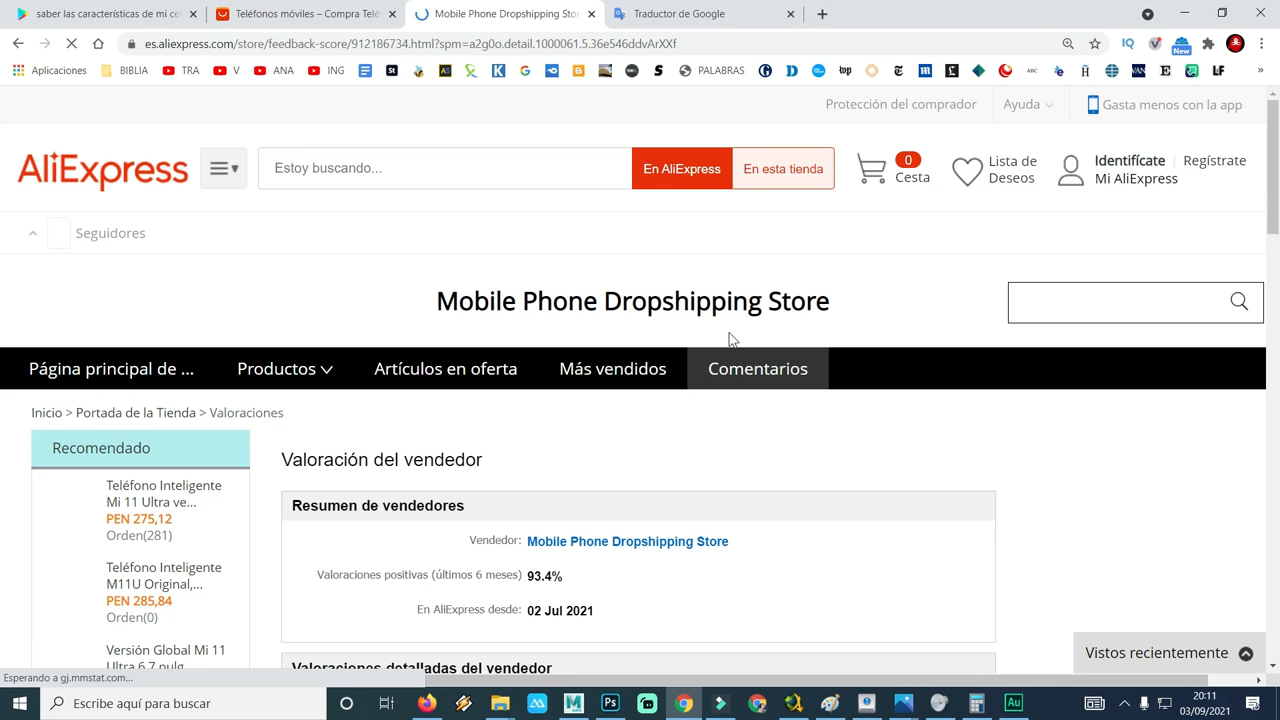 saber las características de mi cel
Teléfonos móviles – Compra Telé
Mobile Phone Dropshipping Stor
Traductor de Google
es.aliexpress.com/store/feedback-score/912186734.html?spm=a2g0o.detail.1000061.5.36e546ddvArXXf
Aplicaciones BIBLIA TRA V ANA ING PALABRAS
Protección del comprador Ayuda Gasta menos con la app
AliExpress Estoy buscando... En AliExpress En esta tienda 0 Cesta Lista de Deseos Identifícate Regístrate Mi AliExpress
Seguidores
Mobile Phone Dropshipping Store
Página principal de ... Productos Artículos en oferta Más vendidos Comentarios
Inicio > Portada de la Tienda > Valoraciones
Recomendado
Teléfono Inteligente
Mi 11 Ultra ve...
PEN 275,12
Orden(281)
Teléfono Inteligente
M11U Original,...
PEN 285,84
Orden(0)
Versión Global Mi 11
Ultra 6,7 pulg
Valoración del vendedor
Resumen de vendedores
Vendedor: Mobile Phone Dropshipping Store
Valoraciones positivas (últimos 6 meses) 93.4%
En AliExpress desde: 02 Jul 2021
Valoraciones detalladas del vendedor
Vistos recientemente
Esperando a gj.mmstat.com...
Escribe aquí para buscar
20:11
03/09/2021